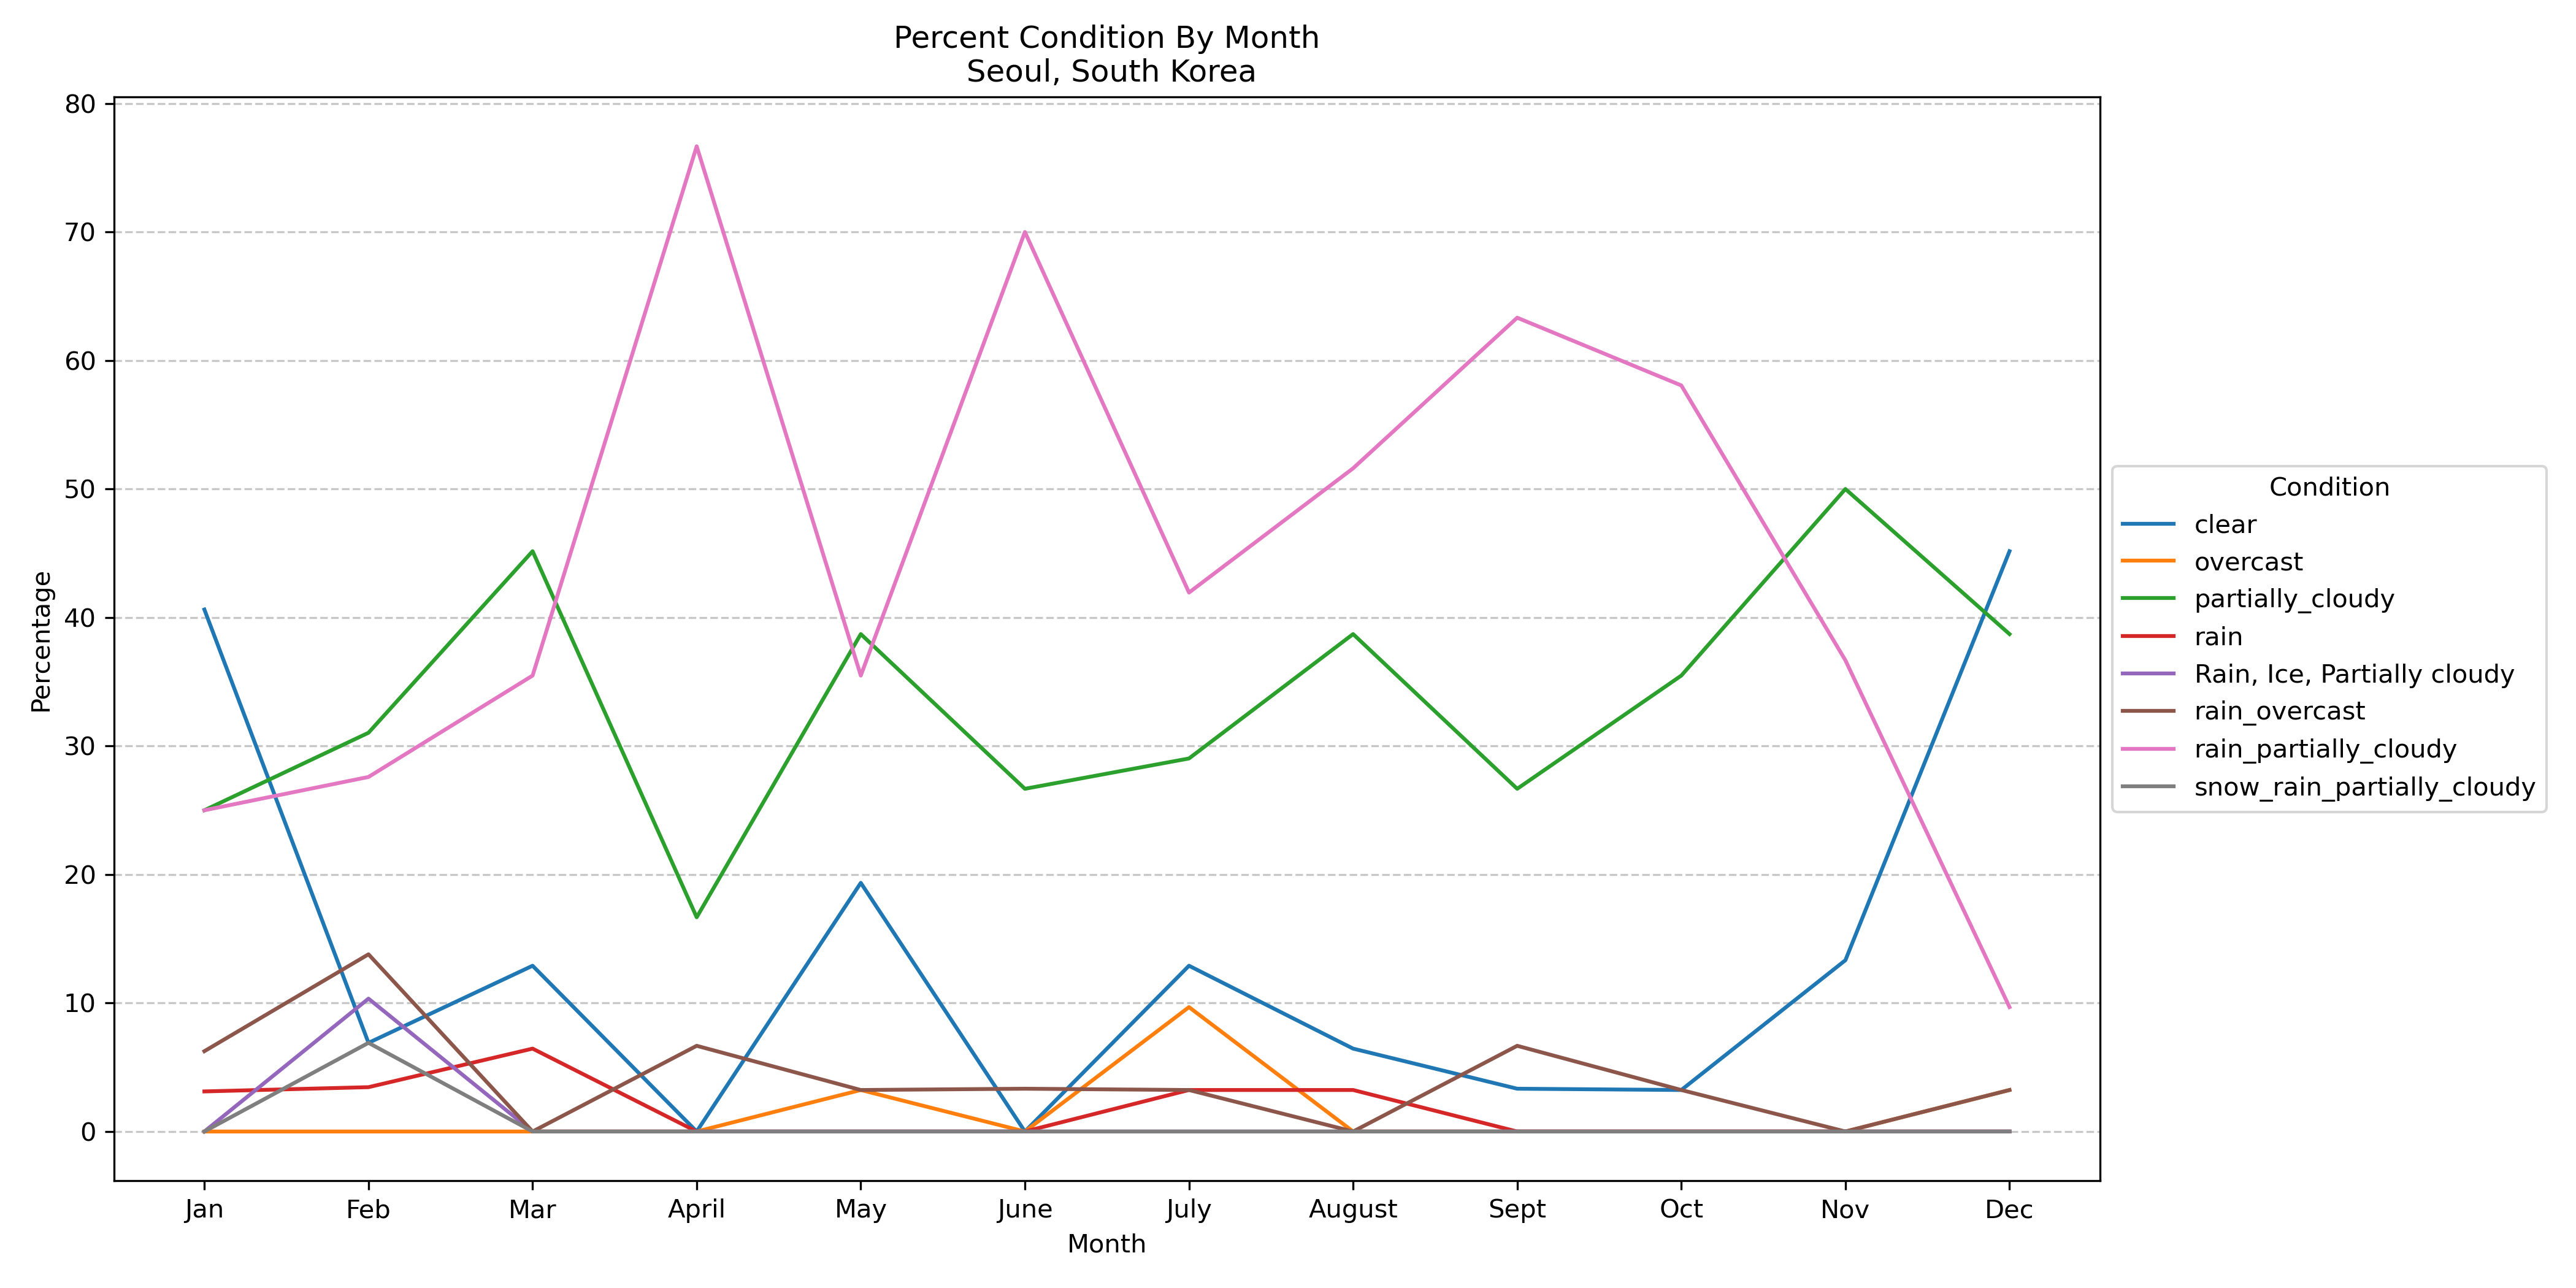 Percent Condition By Month
Seoul, South Korea
80
70
60
50
40
30
20
10
0
Percentage
Jan Feb Mar April May June July August Sept Oct Nov Dec
Month
Condition
clear
overcast
partially_cloudy
rain
Rain, Ice, Partially cloudy
rain_overcast
rain_partially_cloudy
snow_rain_partially_cloudy